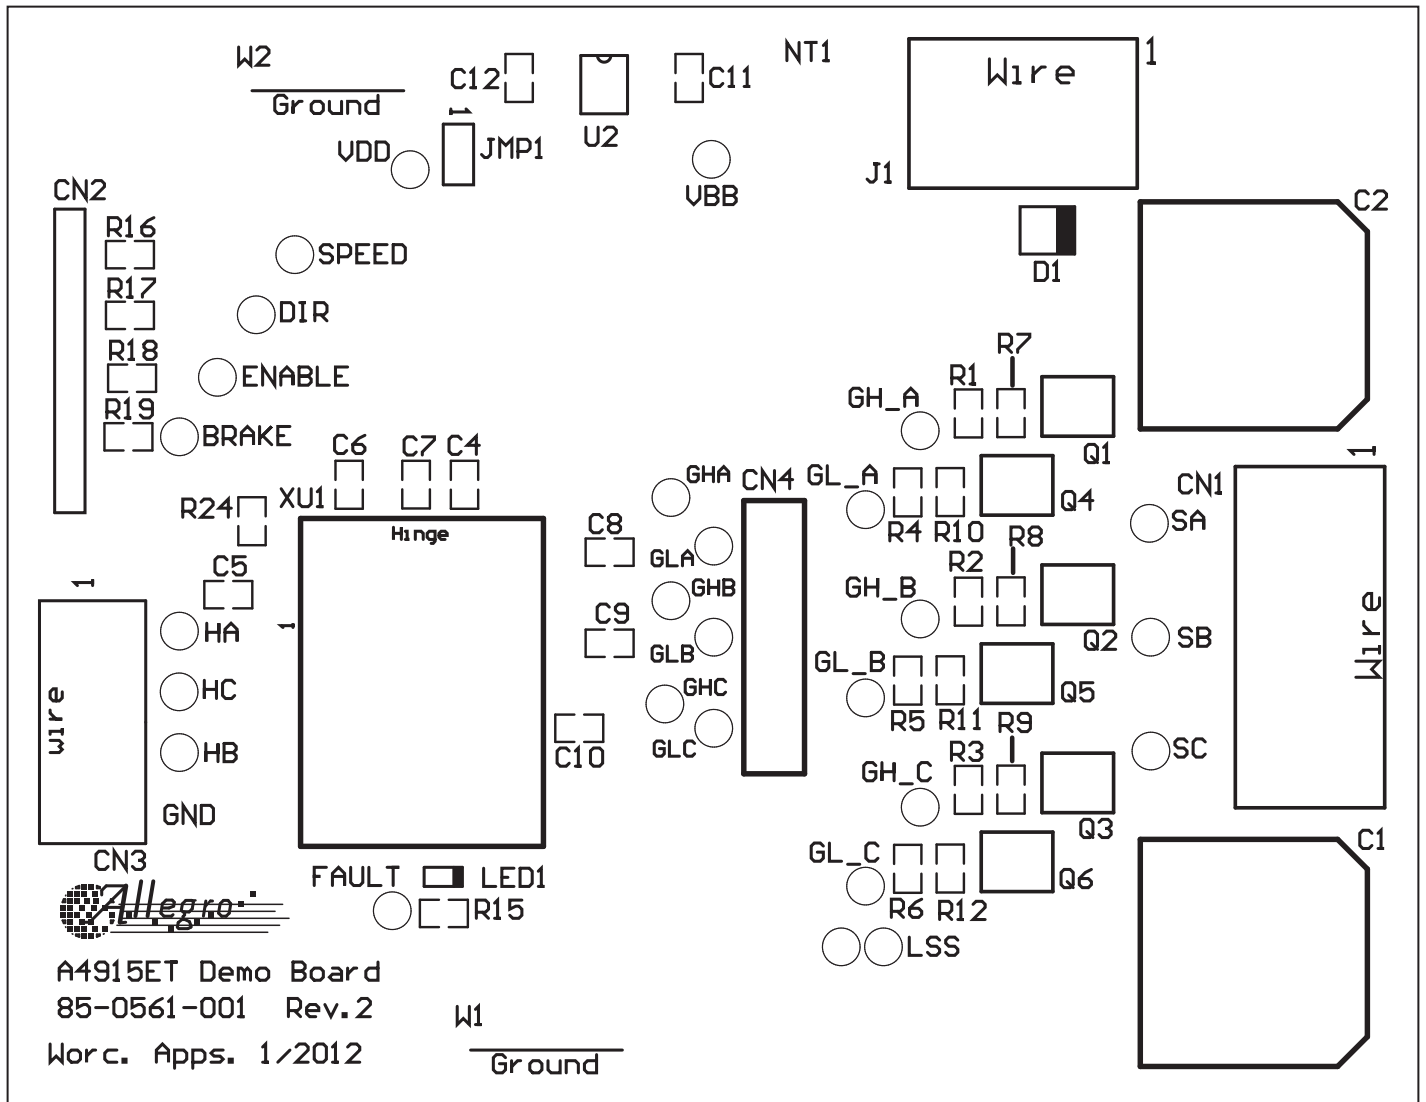 W2
Ground
C12
U2
C11
NT1
Wire
1
J1
1
JMP1
VDD
VBB
CN2
R16
R17
R18
R19
SPEED
DIR
ENABLE
BRAKE
D1
C2
R7
R1
GH_A
Q1
C6
C7
C4
XU1
R24
Hinge
C5
1
1
C8
C9
C10
GHA
GLA
GHB
GLB
GHC
GLC
CN4
GL_A
R4
R10
Q4
R8
R2
GH_B
Q2
GL_B
R5
R11
Q5
R9
R3
GH_C
Q3
GL_C
R6
R12
Q6
LSS
1
CN1
SA
SB
SC
Wire
C1
HA
HC
HB
GND
wire
CN3
FAULT
LED1
R15
Allegro
A4915ET Demo Board
85-0561-001 Rev.2
Worc. Apps. 1/2012
W1
Ground